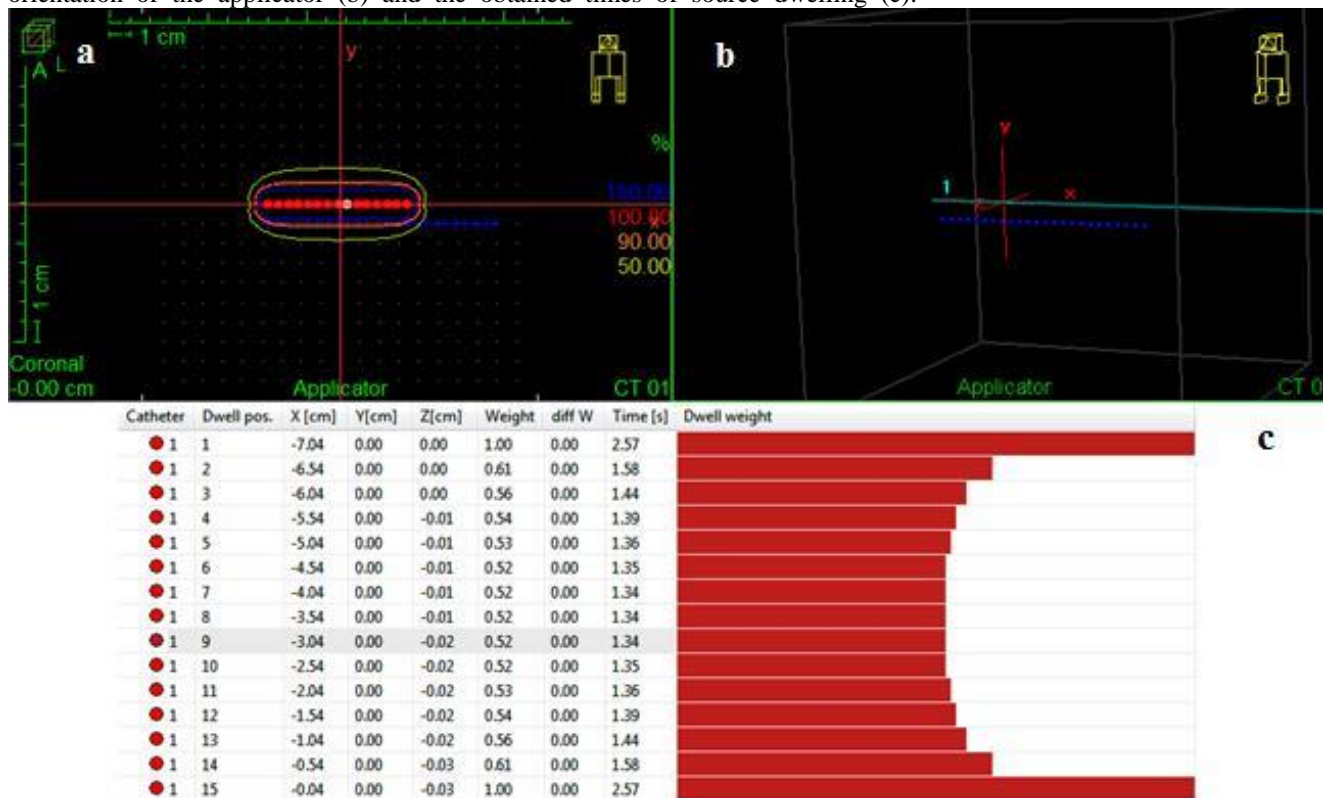 orientation of the applicator (b) and the obtained times of source dwelling (c).
1 cm
a
A L
y
%
150.00
100.00
x
90.00
50.00
1 cm
Coronal
-0.00 cm
Applicator
CT 01
b
y
1
x
Applicator
CT 0
c
Catheter Dwell pos. X [cm] Y[cm] Z[cm] Weight diff W Time [s] Dwell weight
1 1 -7.04 0.00 0.00 1.00 0.00 2.57
1 2 -6.54 0.00 0.00 0.61 0.00 1.58
1 3 -6.04 0.00 0.00 0.56 0.00 1.44
1 4 -5.54 0.00 -0.01 0.54 0.00 1.39
1 5 -5.04 0.00 -0.01 0.53 0.00 1.36
1 6 -4.54 0.00 -0.01 0.52 0.00 1.35
1 7 -4.04 0.00 -0.01 0.52 0.00 1.34
1 8 -3.54 0.00 -0.01 0.52 0.00 1.34
1 9 -3.04 0.00 -0.02 0.52 0.00 1.34
1 10 -2.54 0.00 -0.02 0.52 0.00 1.35
1 11 -2.04 0.00 -0.02 0.53 0.00 1.36
1 12 -1.54 0.00 -0.02 0.54 0.00 1.39
1 13 -1.04 0.00 -0.02 0.56 0.00 1.44
1 14 -0.54 0.00 -0.03 0.61 0.00 1.58
1 15 -0.04 0.00 -0.03 1.00 0.00 2.57